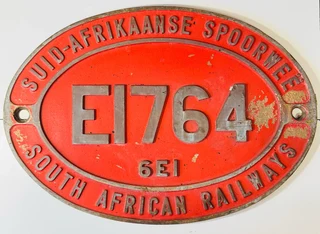 SUID-AFRIKAANSE SPOORWEË
E1764
6E1
SOUTH AFRICAN RAILWAYS